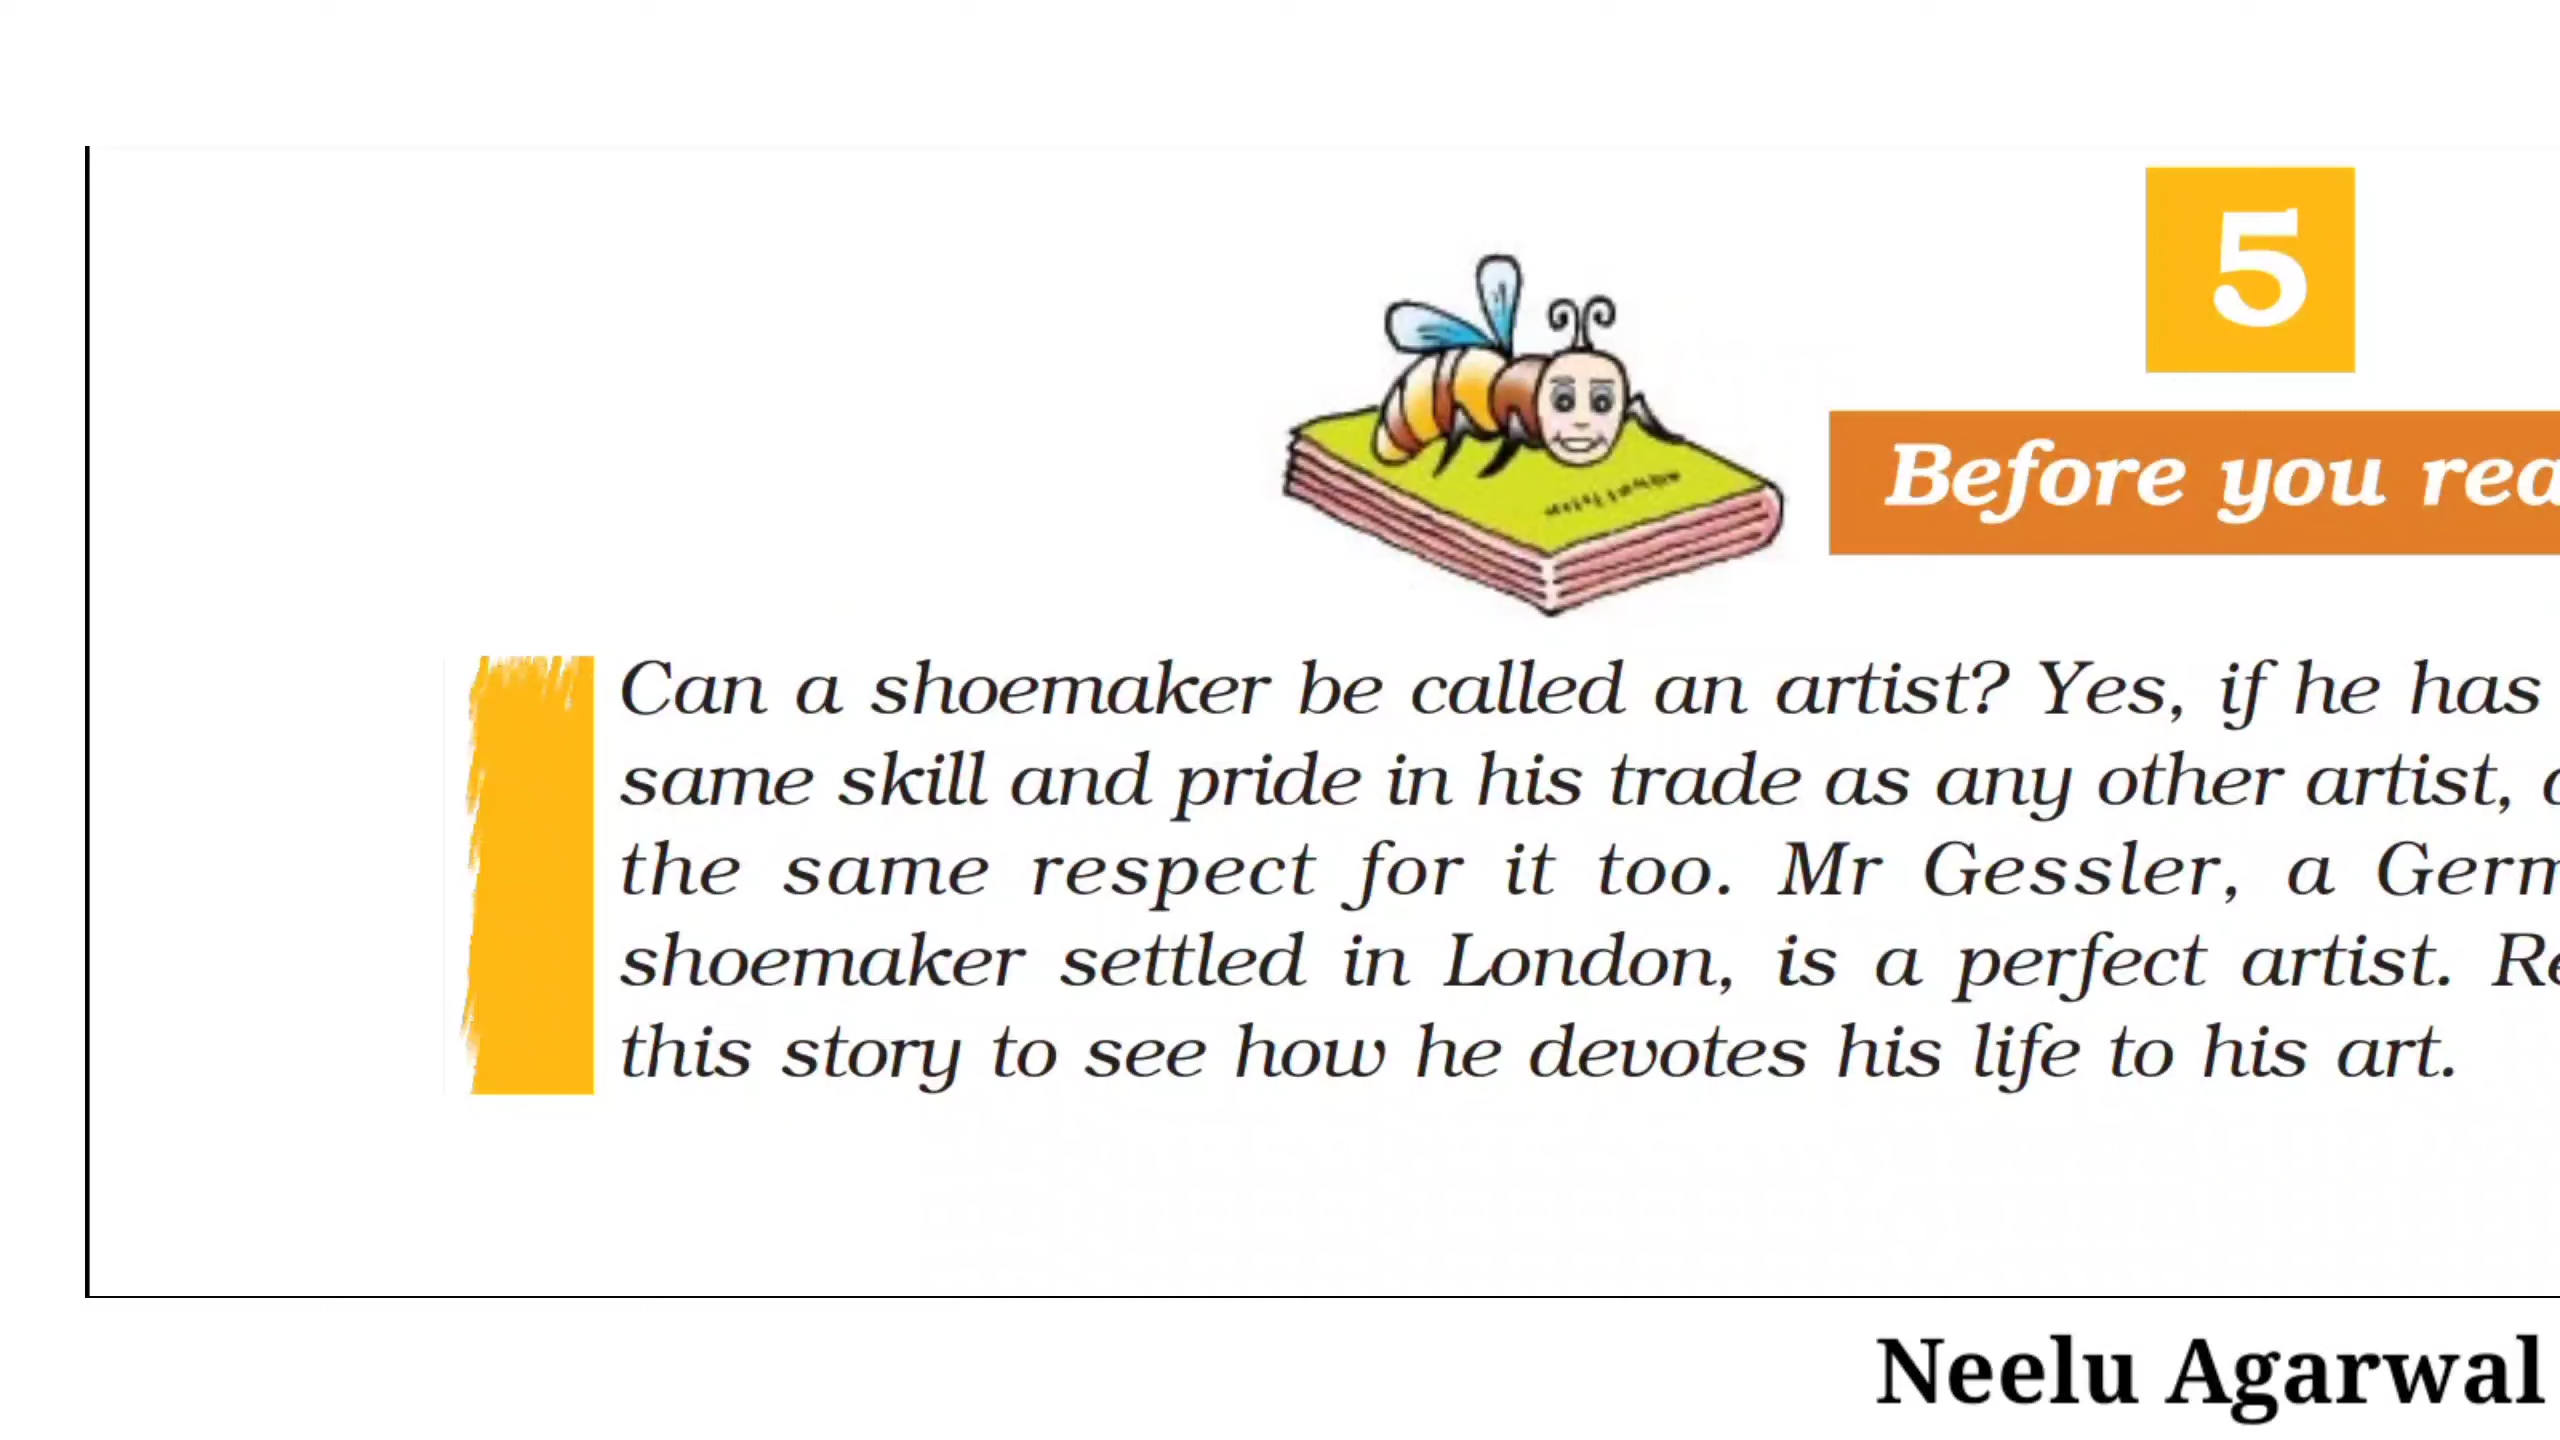 5
Before you rea
Can a shoemaker be called an artist? Yes, if he has
same skill and pride in his trade as any other artist,
the same respect for it too. Mr Gessler, a Germ
shoemaker settled in London, is a perfect artist. Re
this story to see how he devotes his life to his art.
Neelu Agarwal